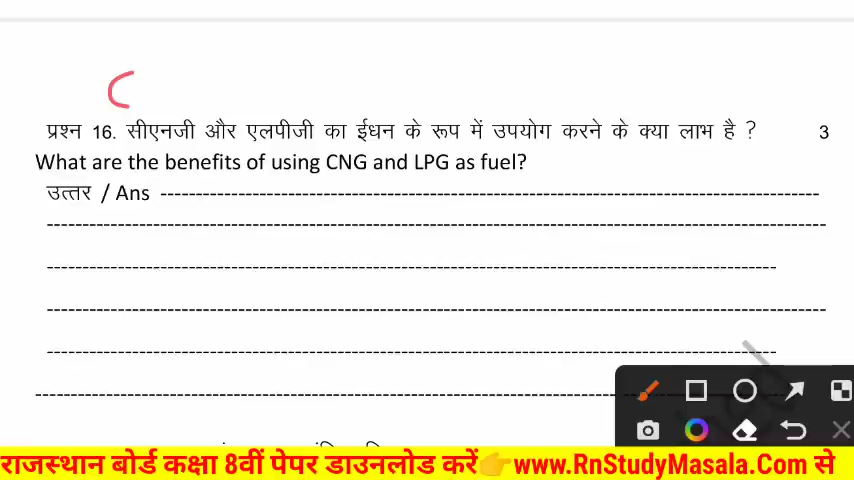 प्रश्न 16. सीएनजी और एलपीजी का ईधन के रूप में उपयोग करने के क्या लाभ है ? 3
What are the benefits of using CNG and LPG as fuel?
उत्तर / Ans
राजस्थान बोर्ड कक्षा 8वीं पेपर डाउनलोड करें👉www.RnStudyMasala.Com से